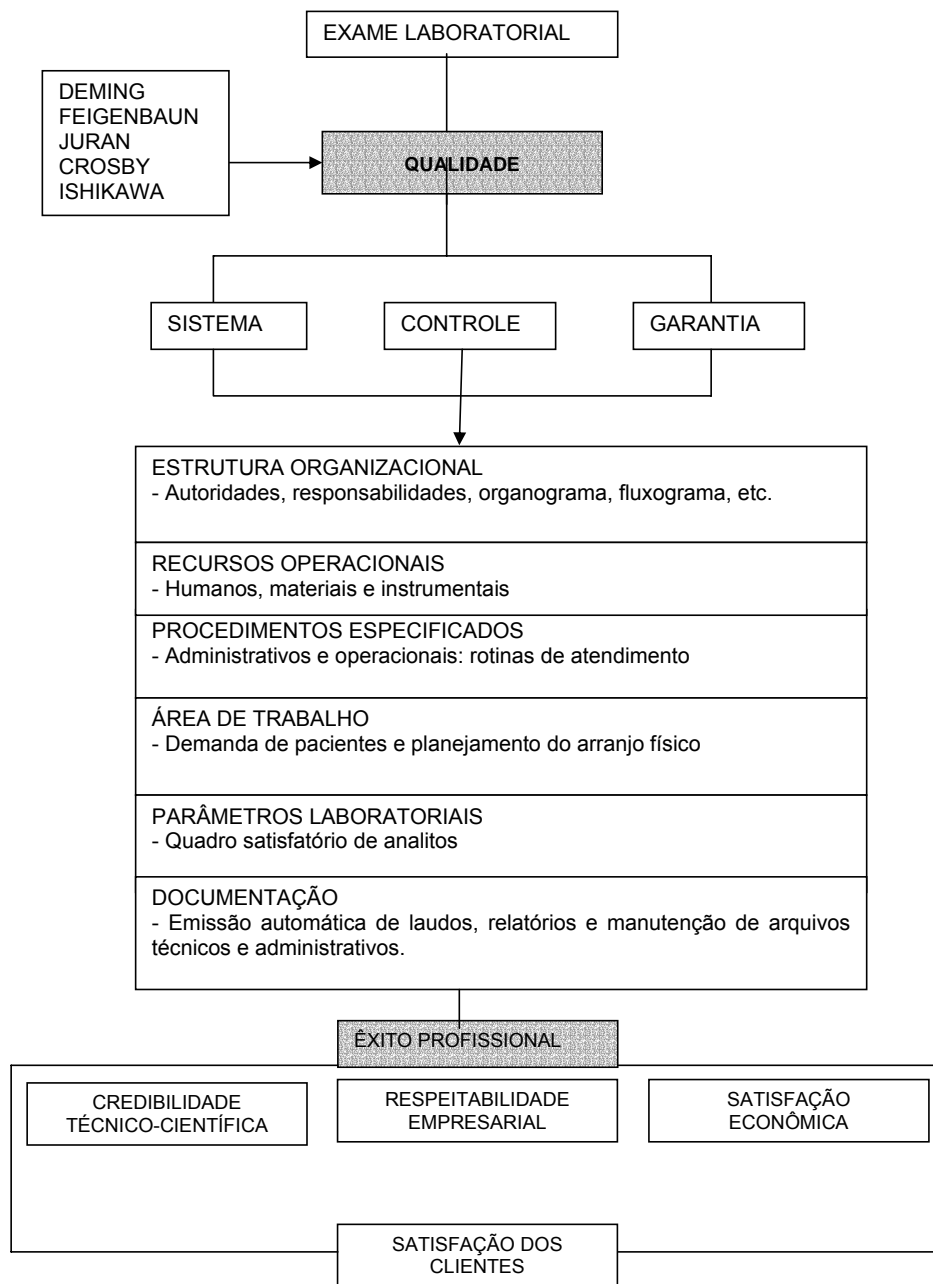 EXAME LABORATORIAL
DEMING
FEIGENBAUN
JURAN
CROSBY
ISHIKAWA
QUALIDADE
SISTEMA
CONTROLE
GARANTIA
ESTRUTURA ORGANIZACIONAL
- Autoridades, responsabilidades, organograma, fluxograma, etc.
RECURSOS OPERACIONAIS
- Humanos, materiais e instrumentais
PROCEDIMENTOS ESPECIFICADOS
- Administrativos e operacionais: rotinas de atendimento
ÁREA DE TRABALHO
- Demanda de pacientes e planejamento do arranjo físico
PARÂMETROS LABORATORIAIS
- Quadro satisfatório de analitos
DOCUMENTAÇÃO
- Emissão automática de laudos, relatórios e manutenção de arquivos
técnicos e administrativos.
ÊXITO PROFISSIONAL
CREDIBILIDADE
TÉCNICO-CIENTÍFICA
RESPEITABILIDADE
EMPRESARIAL
SATISFAÇÃO
ECONÔMICA
SATISFAÇÃO DOS
CLIENTES